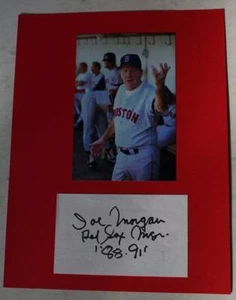 BOSTON
Joe Morgan
Red Sox Mgr.
"88-91"